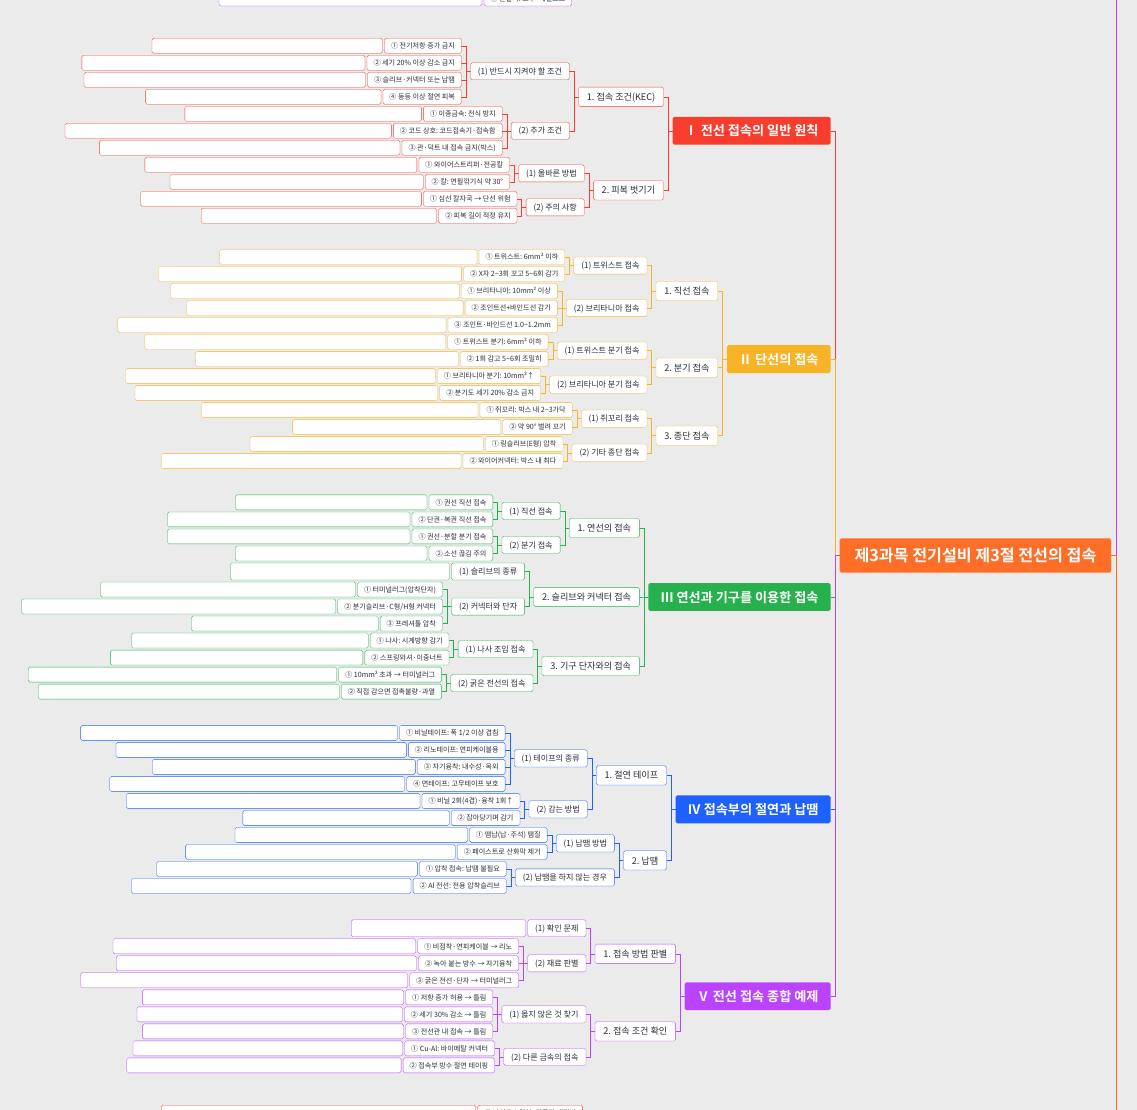 제3과목 전기설비 제3절 전선의 접속
I 전선 접속의 일반 원칙
1. 접속 조건(KEC)
(1) 반드시 지켜야 할 조건
① 전기저항 증가 금지
② 세기 20% 이상 감소 금지
③ 슬리브·커넥터 또는 납땜
④ 동등 이상 절연 피복
(2) 추가 조건
① 이종금속: 전식 방지
② 코드 상호: 코드접속기·접속함
③ 관·덕트 내 접속 금지(박스)
2. 피복 벗기기
(1) 올바른 방법
① 와이어스트리퍼·전공칼
② 칼: 연필깎기식 약 30°
(2) 주의 사항
① 심선 칼자국 → 단선 위험
② 피복 길이 적정 유지
II 단선의 접속
1. 직선 접속
(1) 트위스트 접속
① 트위스트: 6mm² 이하
② X자 2~3회 꼬고 5~6회 감기
(2) 브리타니아 접속
① 브리타니아: 10mm² 이상
② 조인트선+바인드선 감기
③ 조인트·바인드선 1.0~1.2mm
2. 분기 접속
(1) 트위스트 분기 접속
① 트위스트 분기: 6mm² 이하
② 1회 감고 5~6회 조밀히
(2) 브리타니아 분기 접속
① 브리타니아 분기: 10mm²↑
② 분기도 세기 20% 감소 금지
3. 종단 접속
(1) 쥐꼬리 접속
① 쥐꼬리: 박스 내 2~3가닥
② 약 90° 벌려 꼬기
(2) 기타 종단 접속
① 링슬리브(E형) 압착
② 와이어커넥터: 박스 내 최다
III 연선과 기구를 이용한 접속
1. 연선의 접속
(1) 직선 접속
① 권선 직선 접속
② 단권·복권 직선 접속
(2) 분기 접속
① 권선·분할 분기 접속
② 소선 끊김 주의
2. 슬리브와 커넥터 접속
(1) 슬리브의 종류
(2) 커넥터와 단자
① 터미널러그(압착단자)
② 분기슬리브·C형/H형 커넥터
③ 프레셔툴 압착
3. 기구 단자와의 접속
(1) 나사 조임 접속
① 나사: 시계방향 감기
② 스프링와셔·이중너트
(2) 굵은 전선의 접속
① 10mm² 초과 → 터미널러그
② 직접 감으면 접촉불량·과열
IV 접속부의 절연과 납땜
1. 절연 테이프
(1) 테이프의 종류
① 비닐테이프: 폭 1/2 이상 겹침
② 리노테이프: 연피케이블용
③ 자기융착: 내수성·옥외
④ 면테이프: 고무테이프 보호
(2) 감는 방법
① 비닐 2회(4겹)·융착 1회↑
② 잡아당기며 감기
2. 납땜
(1) 납땜 방법
① 땜납(납·주석) 땜질
② 페이스트로 산화막 제거
(2) 납땜을 하지 않는 경우
① 압착 접속: 납땜 불필요
② Al 전선: 전용 압착슬리브
V 전선 접속 종합 예제
1. 접속 방법 판별
(1) 확인 문제
(2) 재료 판별
① 비점착·연피케이블 → 리노
② 녹아 붙는 방수 → 자기융착
③ 굵은 전선·단자 → 터미널러그
2. 접속 조건 확인
(1) 옳지 않은 것 찾기
① 저항 증가 허용 → 틀림
② 세기 30% 감소 → 틀림
③ 전선관 내 접속 → 틀림
(2) 다른 금속의 접속
① Cu-Al: 바이메탈 커넥터
② 접속부 방수 절연 테이핑